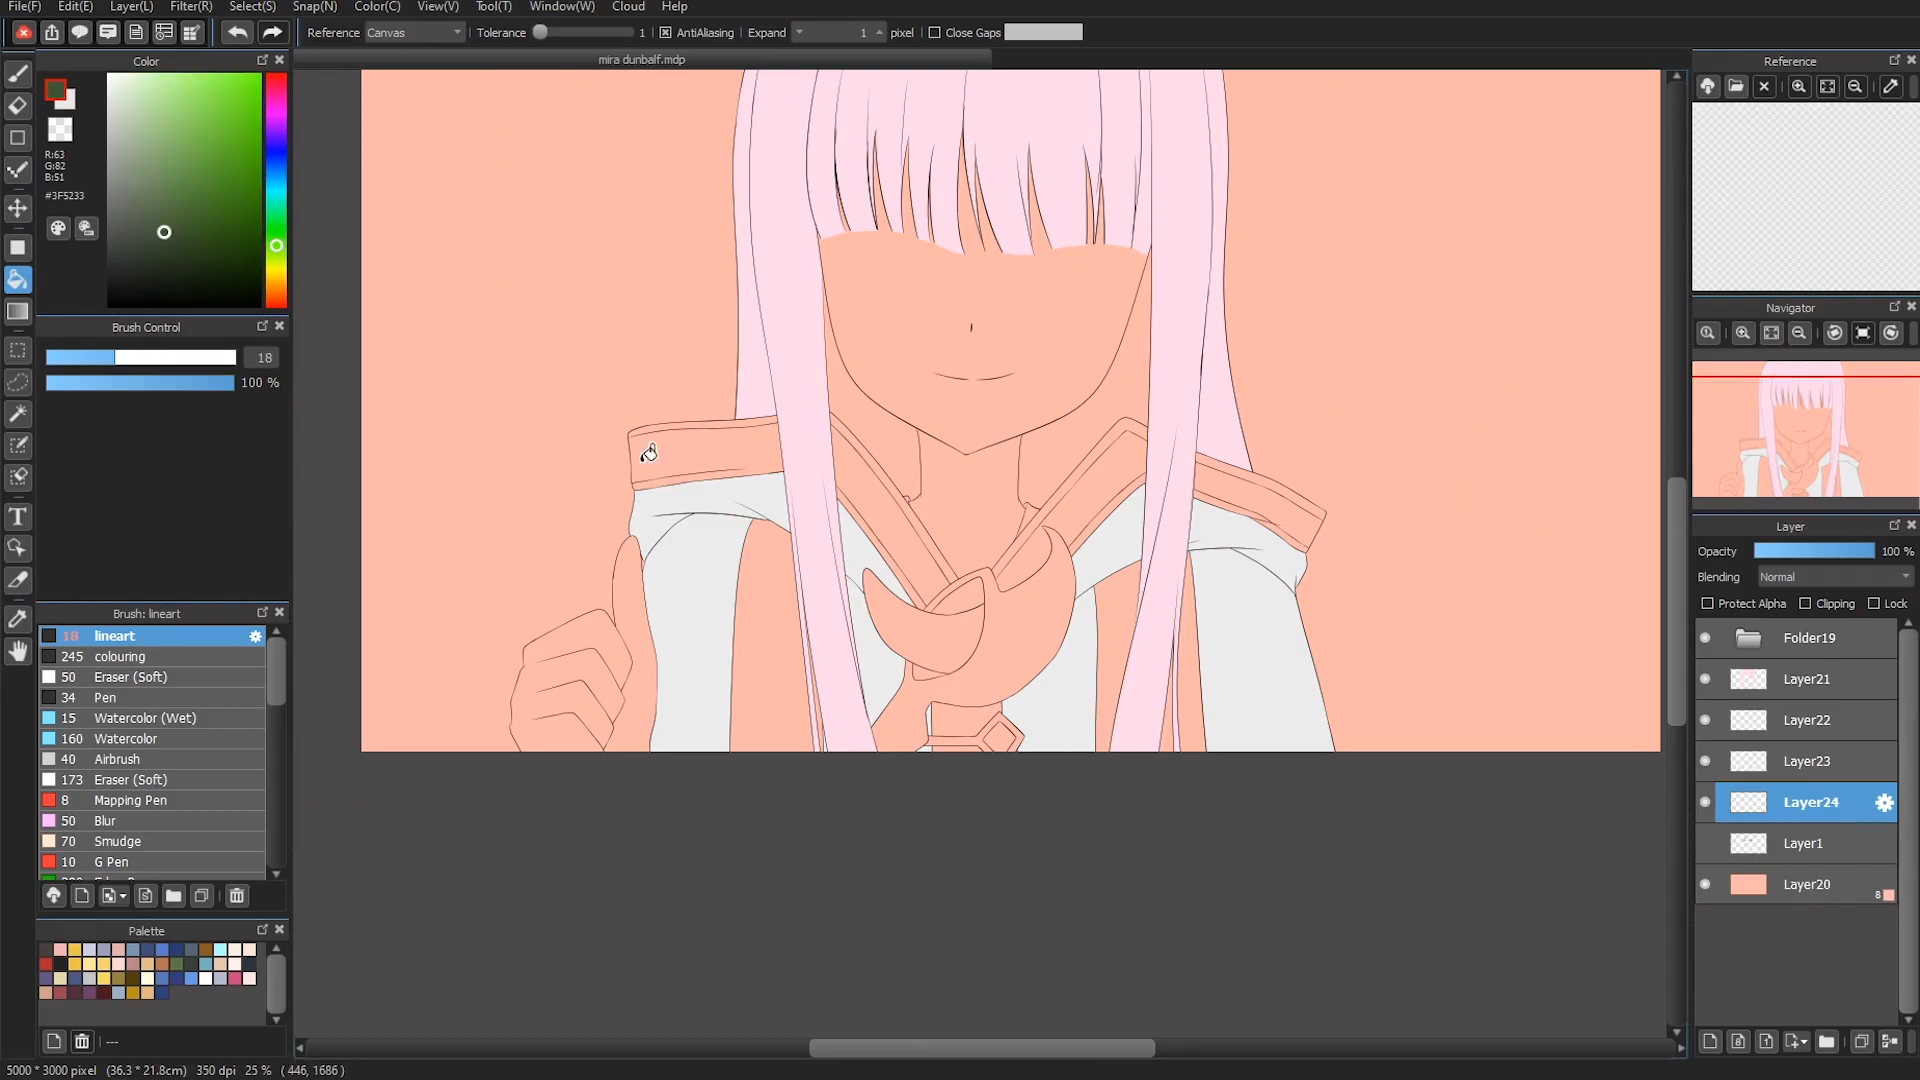 File(F) Edit(E) Layer(L) Filter(R) Select(S) Snap(N) Color(C) View(V) Tool(T) Window(W) Cloud Help
Reference Canvas Tolerance 1 AntiAliasing Expand 1 pixel Close Gaps
Color
mira dunbalf.mdp
Reference
R:63
G:82
B:51
#3F5233
Brush Control
18
100 %
Navigator
Brush: lineart
18 lineart
245 colouring
50 Eraser (Soft)
34 Pen
15 Watercolor (Wet)
160 Watercolor
40 Airbrush
173 Eraser (Soft)
8 Mapping Pen
50 Blur
70 Smudge
10 G Pen
Palette
---
Layer
Opacity 100 %
Blending Normal
Protect Alpha Clipping Lock
Folder19
Layer21
Layer22
Layer23
Layer24
Layer1
Layer20
8
5000 * 3000 pixel (36.3 * 21.8cm) 350 dpi 25 % ( 446, 1686 )